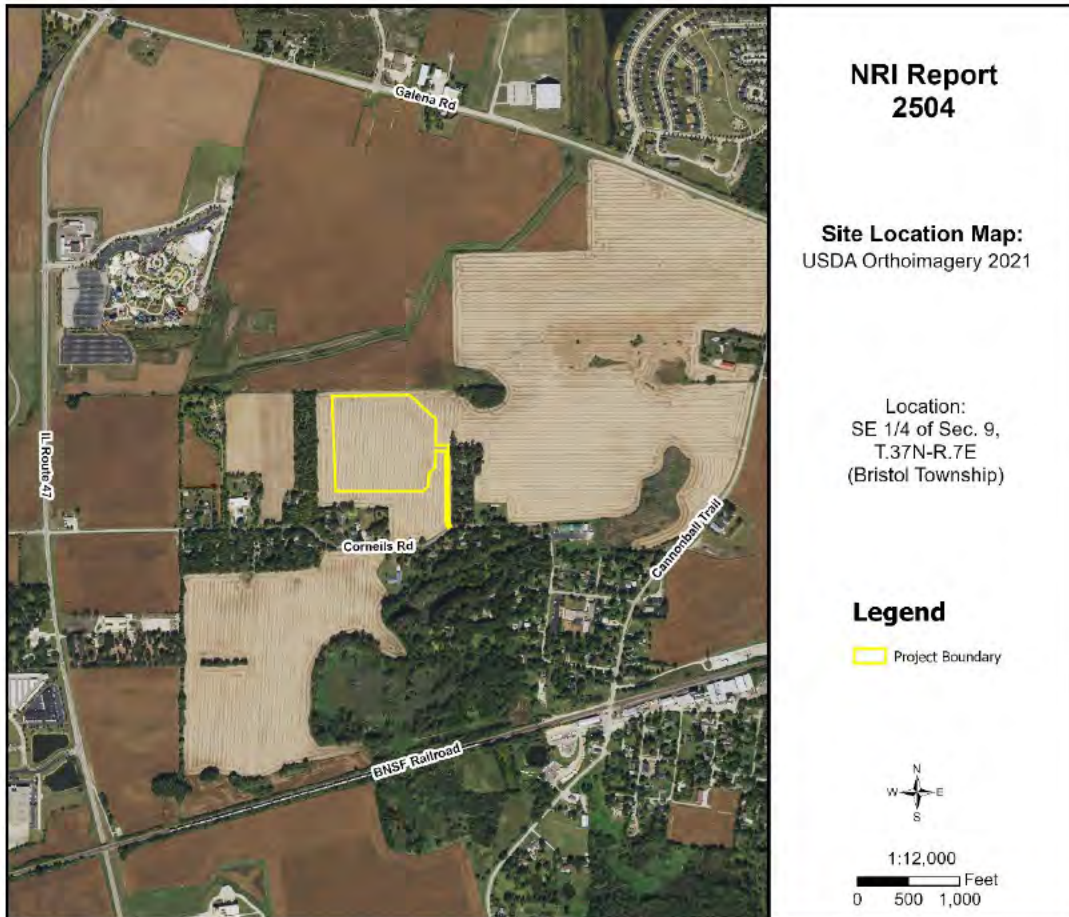 NRI Report
2504
Site Location Map:
USDA Orthoimagery 2021
Location:
SE 1/4 of Sec. 9,
T.37N-R.7E
(Bristol Township)
Legend
Project Boundary
N
W E
S
1:12,000
Feet
0 500 1,000
Galena Rd
IL Route 47
Corneils Rd
Cannonball Trail
BNSF Railroad